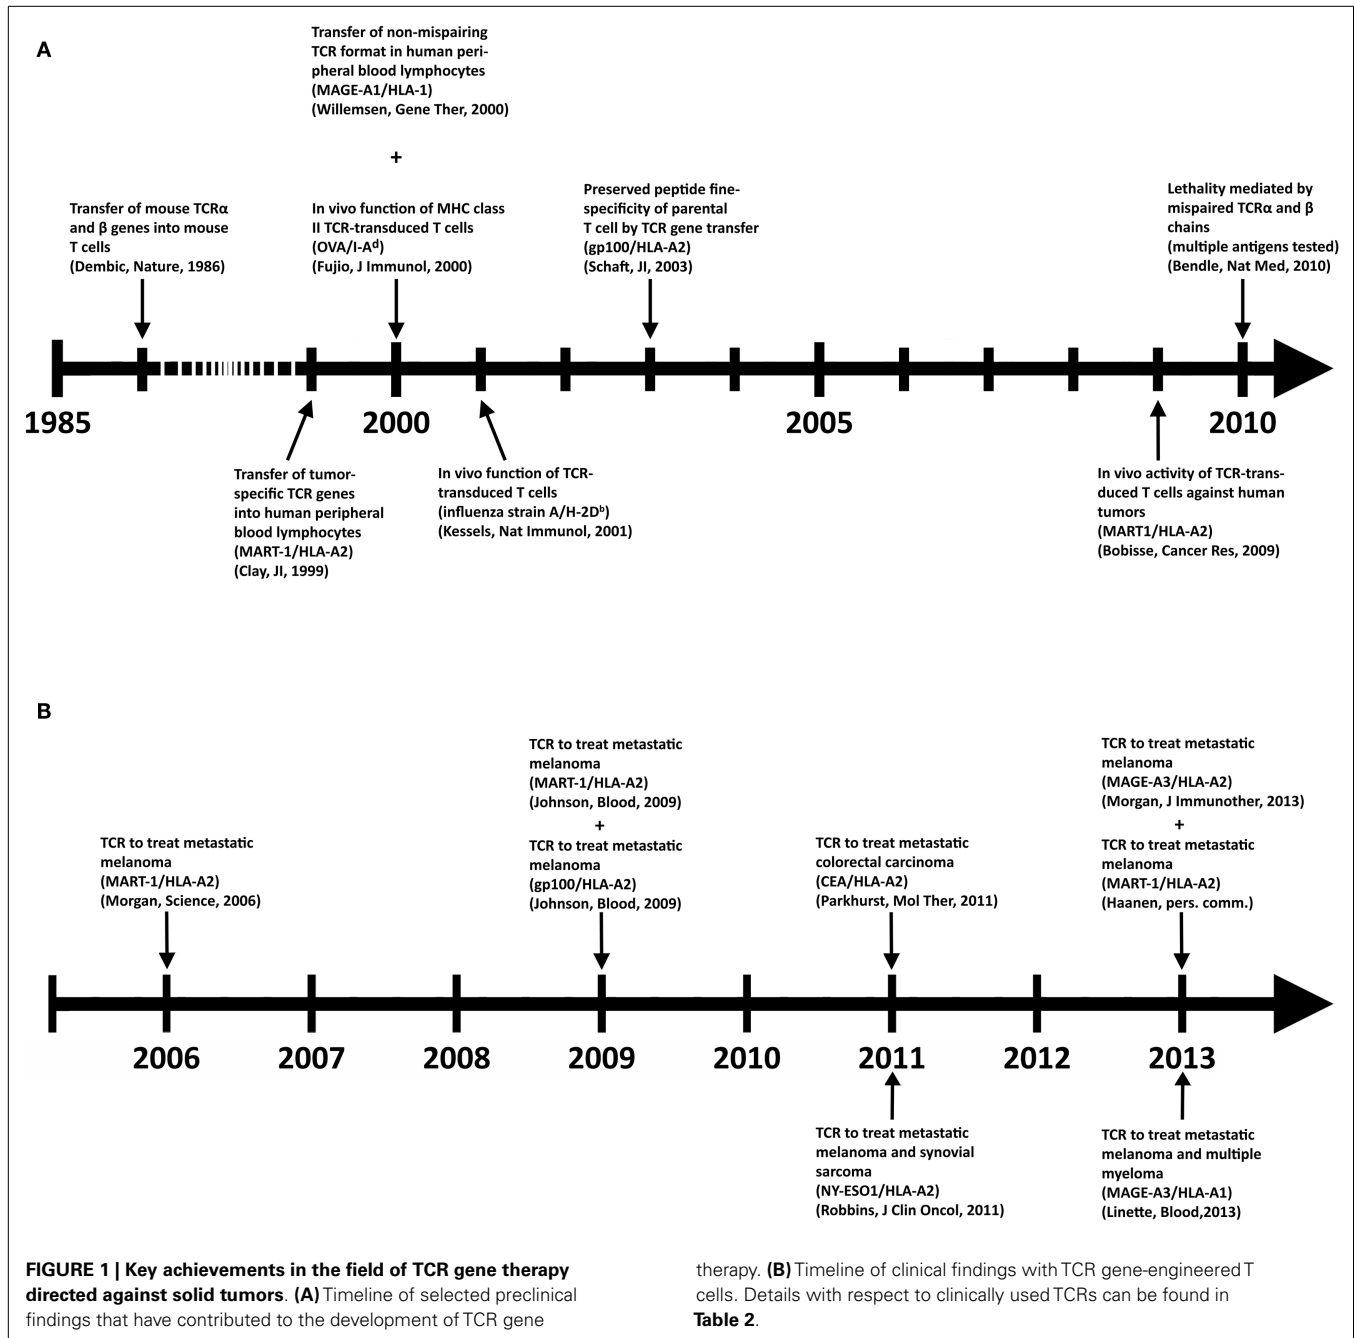 A
Transfer of non-mispairing
TCR format in human peri-
pheral blood lymphocytes
(MAGE-A1/HLA-1)
(Willemsen, Gene Ther, 2000)
+
Transfer of mouse TCRα
and β genes into mouse
T cells
(Dembic, Nature, 1986)
In vivo function of MHC class
II TCR-transduced T cells
(OVA/I-Aᵈ)
(Fujio, J Immunol, 2000)
Preserved peptide fine-
specificity of parental
T cell by TCR gene transfer
(gp100/HLA-A2)
(Schaft, JI, 2003)
Lethality mediated by
mispaired TCRα and β
chains
(multiple antigens tested)
(Bendle, Nat Med, 2010)
1985 2000 2005 2010
Transfer of tumor-
specific TCR genes
into human peripheral
blood lymphocytes
(MART-1/HLA-A2)
(Clay, JI, 1999)
In vivo function of TCR-
transduced T cells
(influenza strain A/H-2Dᵇ)
(Kessels, Nat Immunol, 2001)
In vivo activity of TCR-trans-
duced T cells against human
tumors
(MART1/HLA-A2)
(Bobisse, Cancer Res, 2009)
B
TCR to treat metastatic
melanoma
(MART-1/HLA-A2)
(Morgan, Science, 2006)
TCR to treat metastatic
melanoma
(MART-1/HLA-A2)
(Johnson, Blood, 2009)
+
TCR to treat metastatic
melanoma
(gp100/HLA-A2)
(Johnson, Blood, 2009)
TCR to treat metastatic
colorectal carcinoma
(CEA/HLA-A2)
(Parkhurst, Mol Ther, 2011)
TCR to treat metastatic
melanoma
(MAGE-A3/HLA-A2)
(Morgan, J Immunother, 2013)
+
TCR to treat metastatic
melanoma
(MART-1/HLA-A2)
(Haanen, pers. comm.)
2006 2007 2008 2009 2010 2011 2012 2013
TCR to treat metastatic
melanoma and synovial
sarcoma
(NY-ESO1/HLA-A2)
(Robbins, J Clin Oncol, 2011)
TCR to treat metastatic
melanoma and multiple
myeloma
(MAGE-A3/HLA-A1)
(Linette, Blood,2013)
FIGURE 1 | Key achievements in the field of TCR gene therapy
directed against solid tumors. (A) Timeline of selected preclinical
findings that have contributed to the development of TCR gene
therapy. (B) Timeline of clinical findings with TCR gene-engineered T
cells. Details with respect to clinically used TCRs can be found in
Table 2.